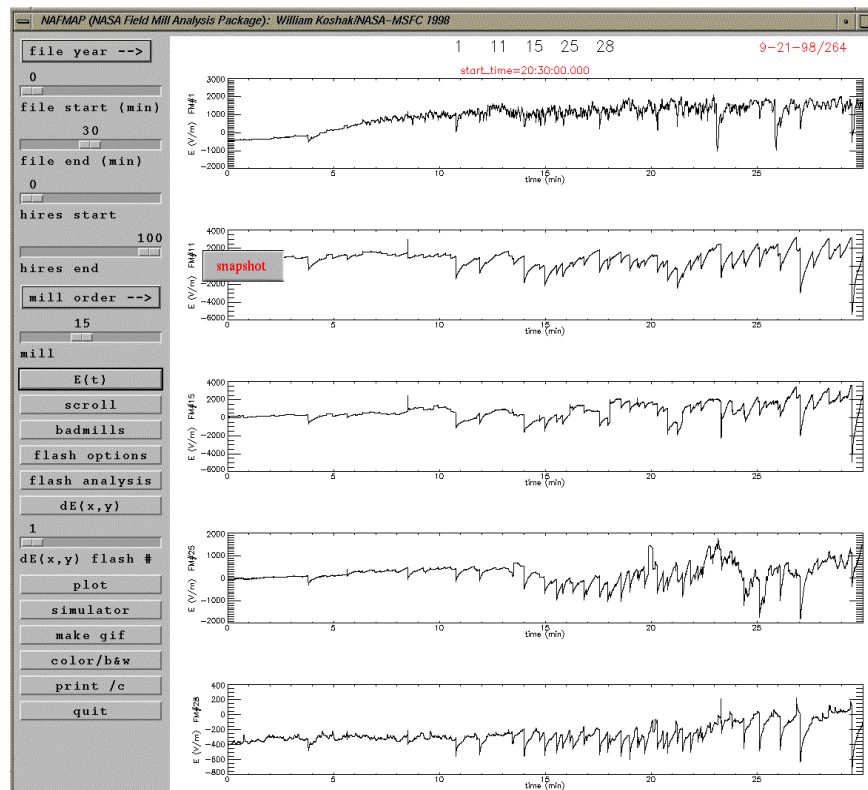 NAFMAP (NASA Field Mill Analysis Package): William Koshak/NASA-MSFC 1998
file year -->
0
file start (min)
30
file end (min)
0
hires start
100
hires end
mill order -->
15
mill
E(t)
scroll
badmills
flash options
flash analysis
dE(x,y)
1
dE(x,y) flash #
plot
simulator
make gif
color/b&w
print /c
quit
1 11 15 25 28
9-21-98/264
start_time=20:30:00.000
E (V/m) FM#1
3000
2000
1000
0
-1000
-2000
0 5 10 15 20 25
time (min)
E (V/m) FM#11
4000
2000
snapshot
-4000
-6000
0 5 10 15 20 25
time (min)
E (V/m) FM#15
4000
2000
0
-2000
-4000
-6000
0 5 10 15 20 25
time (min)
E (V/m) FM#25
2000
1000
0
-1000
-2000
0 5 10 15 20 25
time (min)
E (V/m) FM#28
400
200
0
-200
-400
-600
-800
0 5 10 15 20 25
time (min)